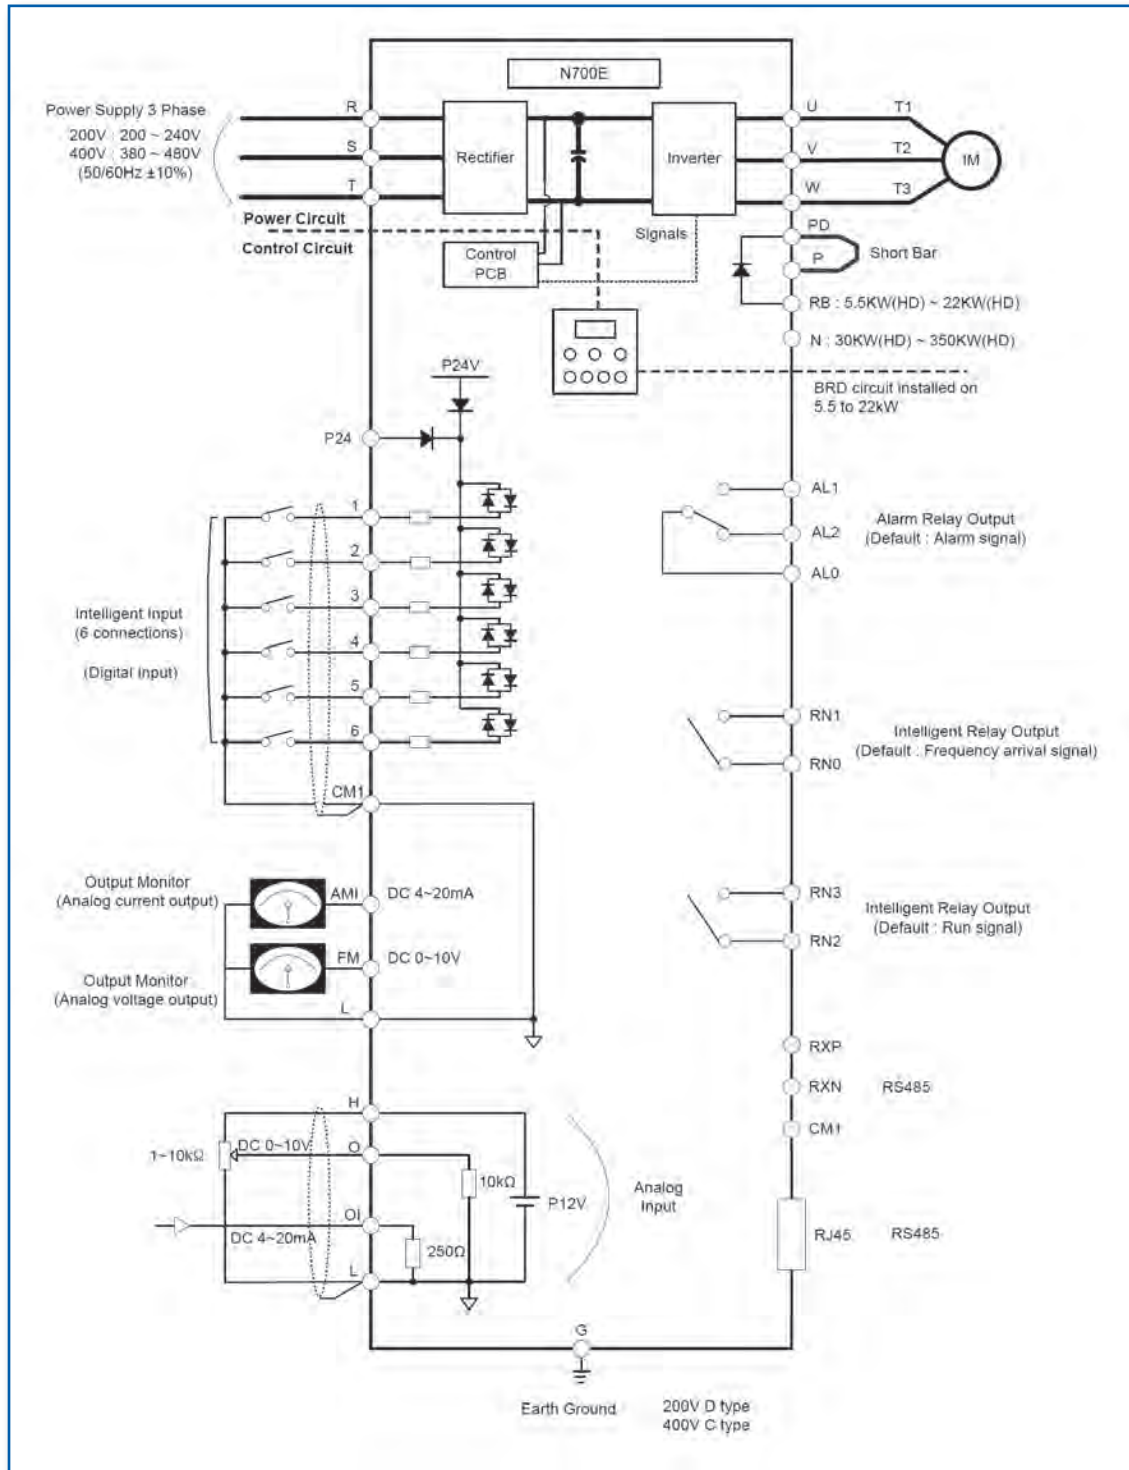 N700E
Power Supply 3 Phase
200V : 200 ~ 240V
400V : 380 ~ 480V
(50/60Hz ±10%)
R
S
T
Rectifier
Inverter
U
V
W
T1
T2
T3
IM
Power Circuit
Control Circuit
Control
PCB
Signals
PD
P
Short Bar
RB : 5.5KW(HD) ~ 22KW(HD)
N : 30KW(HD) ~ 350KW(HD)
BRD circuit installed on
5.5 to 22kW
P24V
P24
1
2
3
4
5
6
CM1
Intelligent Input
(6 connections)
(Digital input)
AL1
AL2
AL0
Alarm Relay Output
(Default : Alarm signal)
RN1
RN0
Intelligent Relay Output
(Default : Frequency arrival signal)
Output Monitor
(Analog current output)
AMI
DC 4~20mA
FM
DC 0~10V
Output Monitor
(Analog voltage output)
L
RN3
RN2
Intelligent Relay Output
(Default : Run signal)
RXP
RXN
RS485
CM1
H
DC 0~10V
O
1~10kΩ
10kΩ
P12V
Analog
Input
OI
DC 4~20mA
250Ω
L
RJ45
RS485
G
Earth Ground
200V D type
400V C type